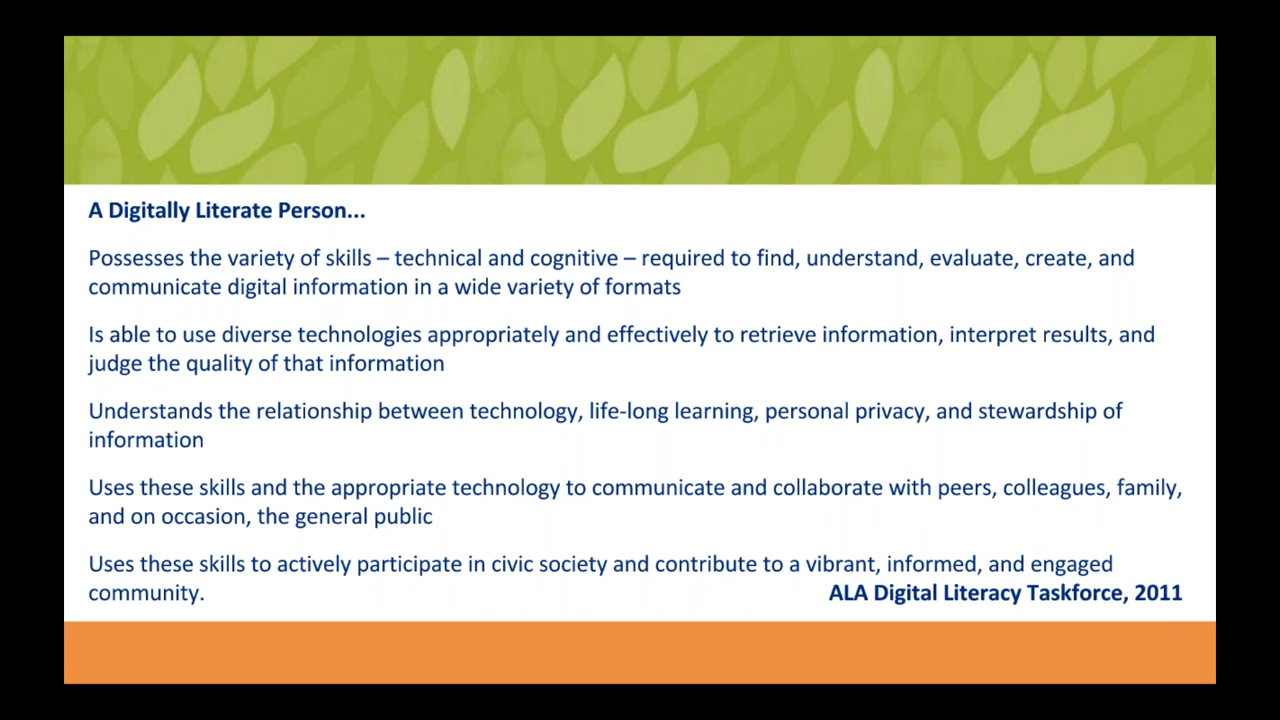 A Digitally Literate Person...
Possesses the variety of skills – technical and cognitive – required to find, understand, evaluate, create, and
communicate digital information in a wide variety of formats
Is able to use diverse technologies appropriately and effectively to retrieve information, interpret results, and
judge the quality of that information
Understands the relationship between technology, life-long learning, personal privacy, and stewardship of
information
Uses these skills and the appropriate technology to communicate and collaborate with peers, colleagues, family,
and on occasion, the general public
Uses these skills to actively participate in civic society and contribute to a vibrant, informed, and engaged
community.
ALA Digital Literacy Taskforce, 2011